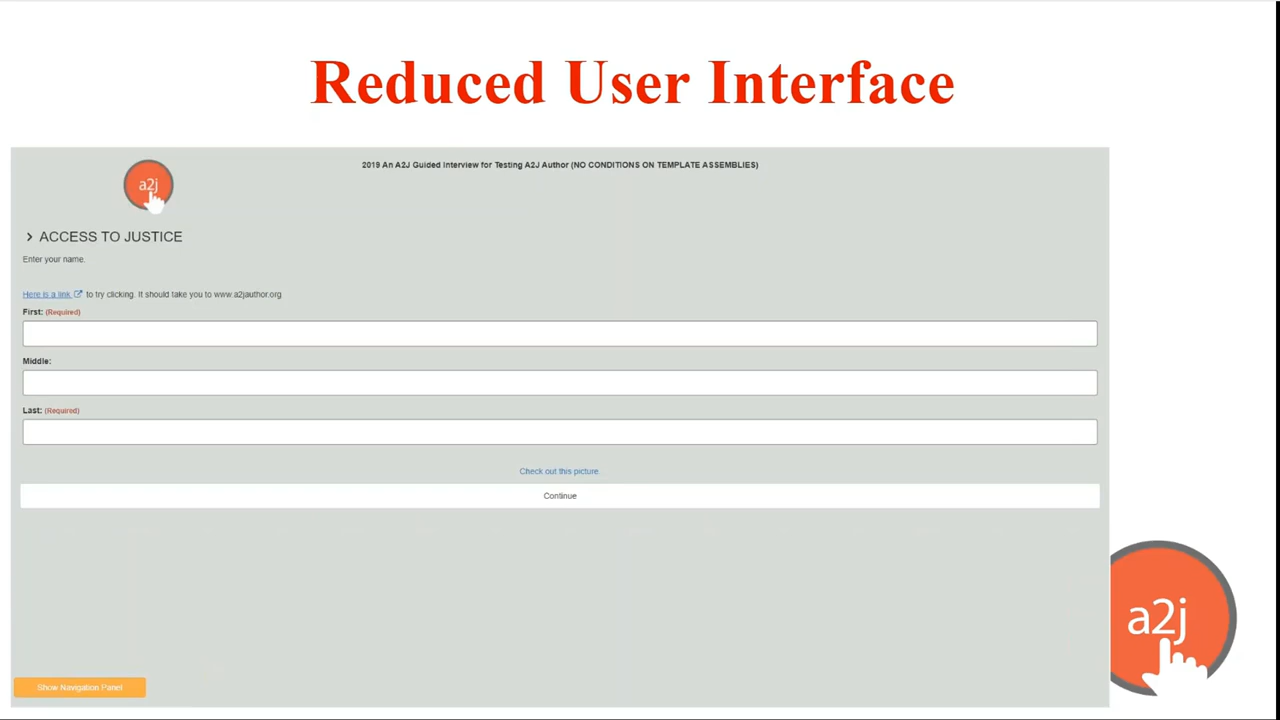 Reduced User Interface
a2j
2019 An A2J Guided Interview for Testing A2J Author (NO CONDITIONS ON TEMPLATE ASSEMBLIES)
ACCESS TO JUSTICE
Enter your name.
Here is a link to try clicking. It should take you to www.a2jauthor.org
First: (Required)
Middle:
Last: (Required)
Check out this picture.
Continue
a2j
Show Navigation Panel